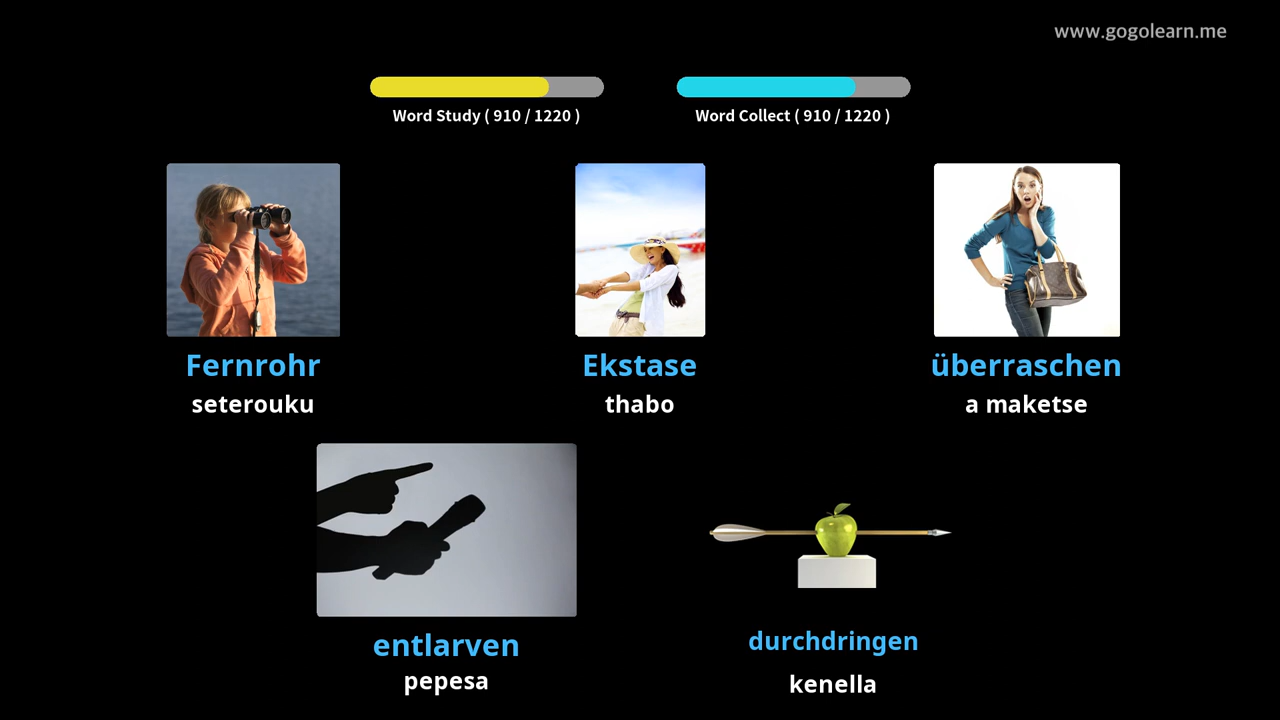 www.gogolearn.me
Word Study ( 910 / 1220 )
Word Collect ( 910 / 1220 )
Fernrohr
seterouku
Ekstase
thabo
überraschen
a maketse
entlarven
pepesa
durchdringen
kenella